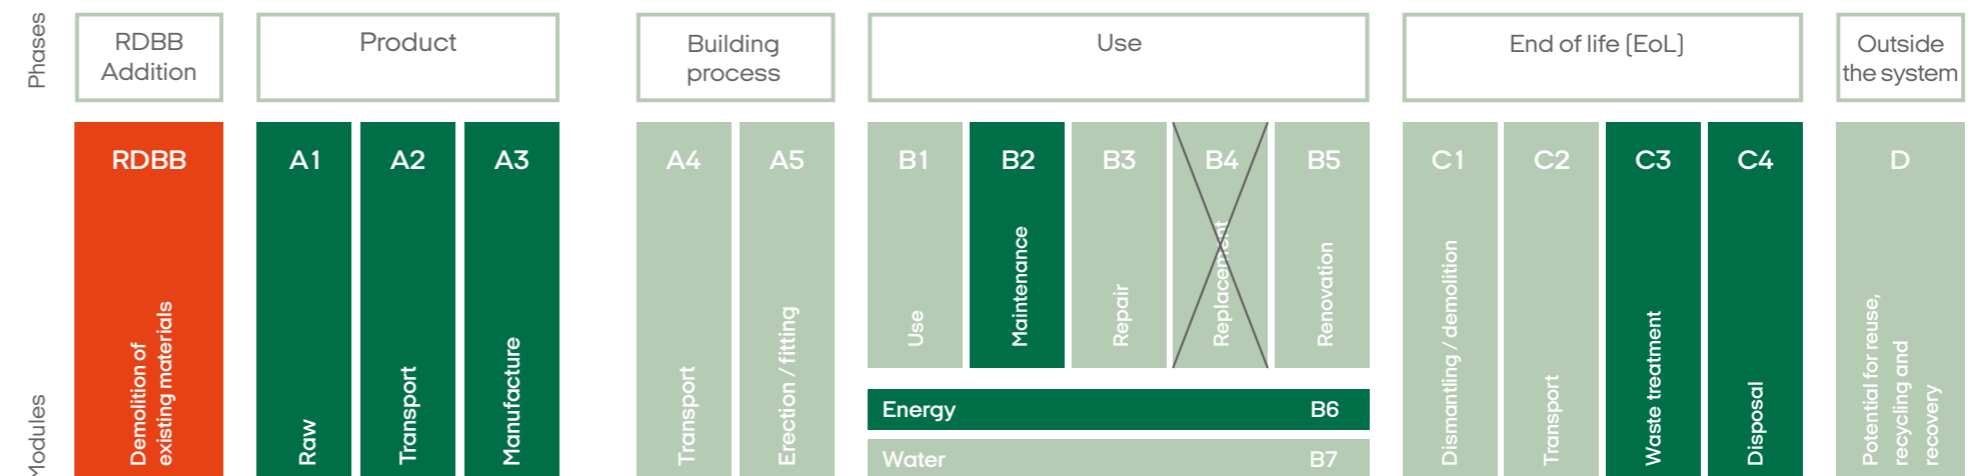 Phases
RDBB
Addition
Product
Building
process
Use
End of life (EoL)
Outside
the system
Modules
RDBB
Demolition of
existing materials
A1
Raw
A2
Transport
A3
Manufacture
A4
Transport
A5
Erection / fitting
B1
Use
B2
Maintenance
B3
Repair
B4
Replacement
B5
Renovation
Energy B6
Water B7
C1
Dismantling / demolition
C2
Transport
C3
Waste treatment
C4
Disposal
D
Potential for reuse,
recycling and
recovery